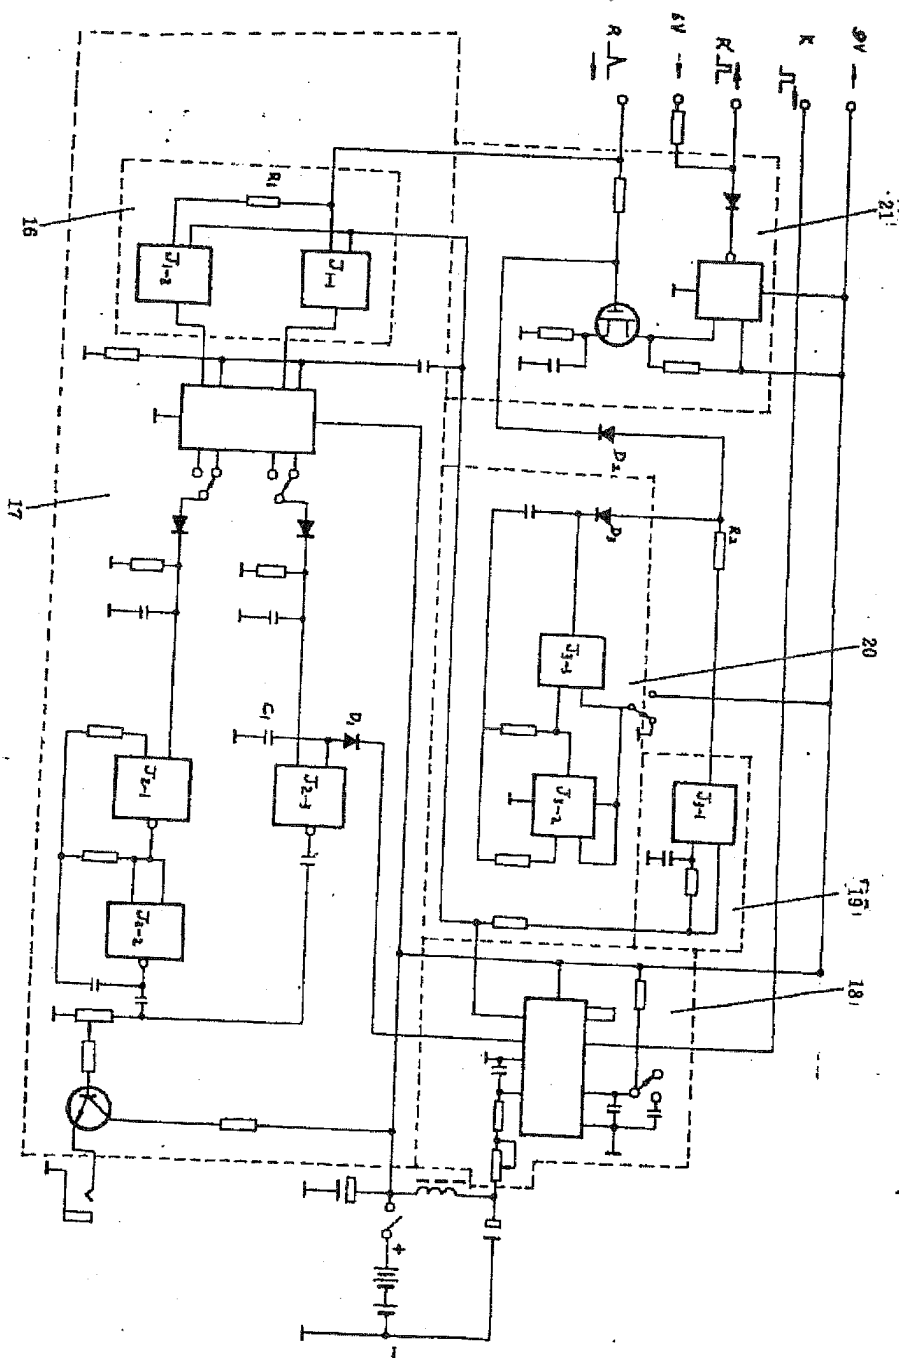 9V
21
20
19
18
K
K'
6V
R
R₂
J₃₋₁
D₂
D₃
J₃₋₃
J₃₋₂
+
J₁₋₁
D₁
J₂₋₃
R₁
C₁
J₁₋₂
J₂₋₁
J₂₋₂
16
17